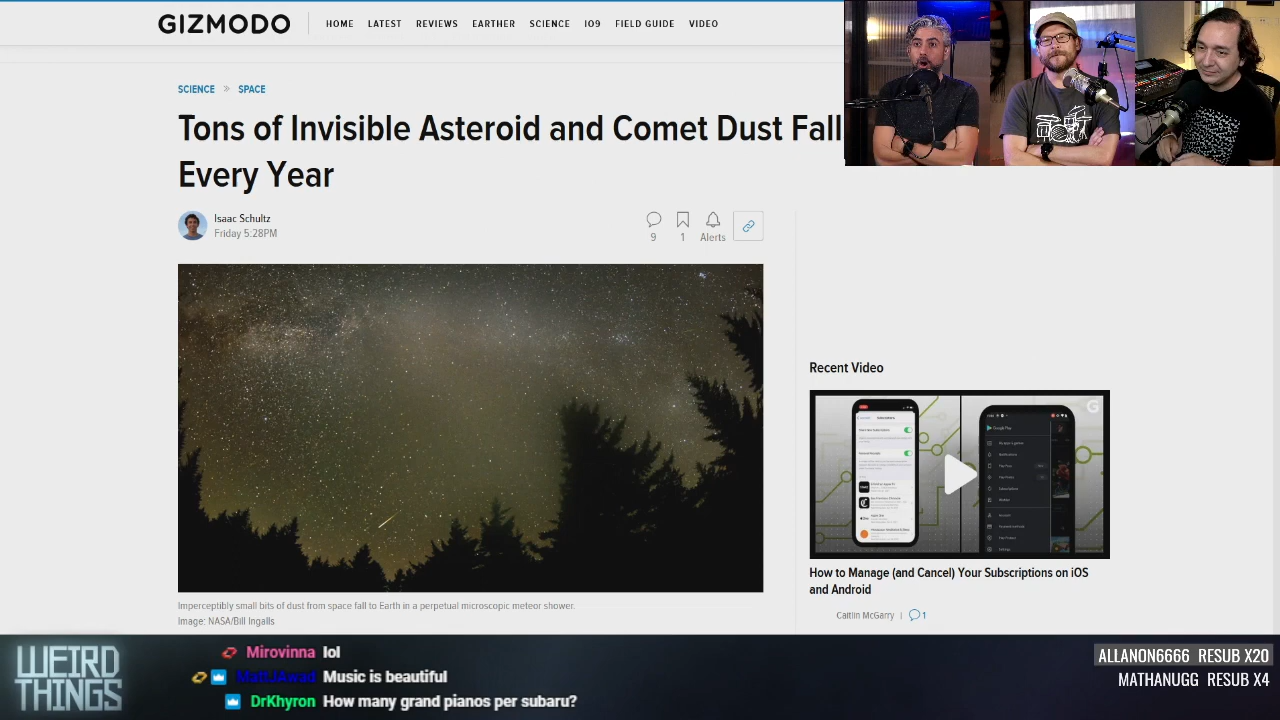 GIZMODO
HOME LATEST REVIEWS EARTHER SCIENCE IO9 FIELD GUIDE VIDEO
SCIENCE » SPACE
Tons of Invisible Asteroid and Comet Dust Fall
Every Year
Isaac Schultz
Friday 5:28PM
9 1 Alerts
Imperceptibly small bits of dust from space fall to Earth in a perpetual microscopic meteor shower.
Image: NASA/Bill Ingalls
Recent Video
G
Google Play
How to Manage (and Cancel) Your Subscriptions on iOS
and Android
Caitlin McGarry | 1
WEIRD
THINGS
Mirovinna lol
MattJAwad Music is beautiful
DrKhyron How many grand pianos per subaru?
ALLANON6666 RESUB X20
MATHANUGG RESUB X4